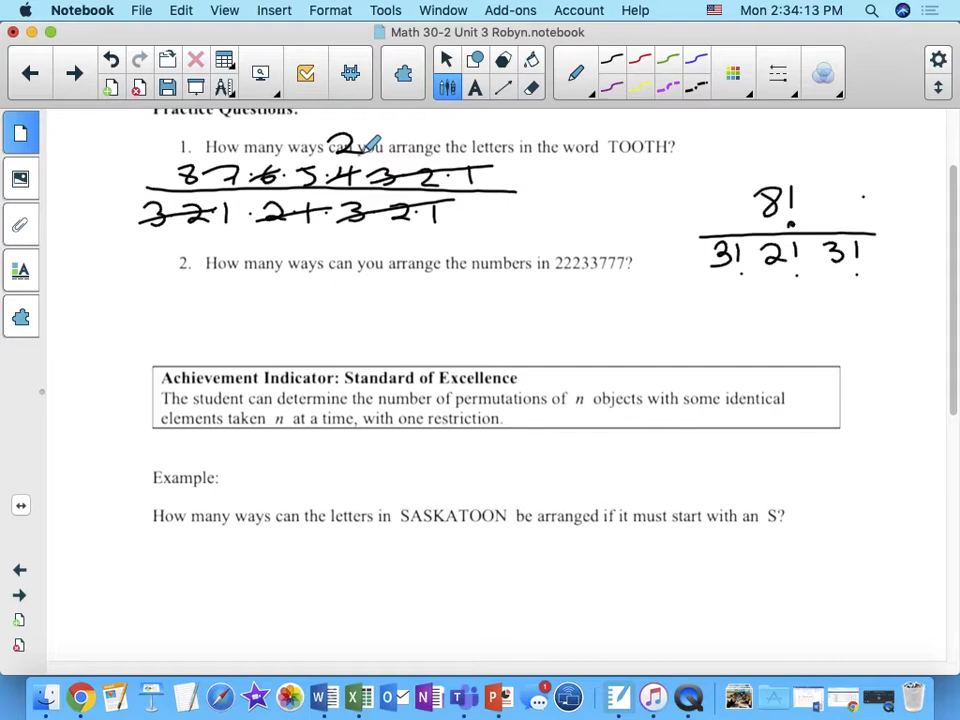 Notebook File Edit View Insert Format Tools Window Add-ons Account Help Mon 2:34:13 PM
Math 30-2 Unit 3 Robyn.notebook
Practice Questions:
1. How many ways can you arrange the letters in the word TOOTH?
2
8 7 · 6 · 5 · 4 · 3 · 2 · 1
3 · 2 · 1 · 2 · 1 · 3 · 2 · 1
8!
3! 2! 3!
2. How many ways can you arrange the numbers in 22233777?
Achievement Indicator: Standard of Excellence
The student can determine the number of permutations of n objects with some identical
elements taken n at a time, with one restriction.
Example:
How many ways can the letters in SASKATOON be arranged if it must start with an S?